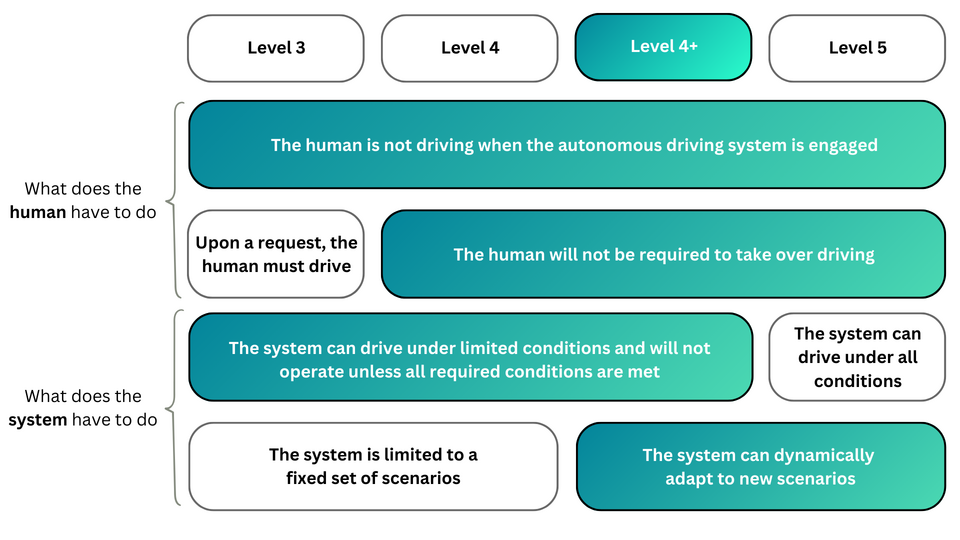 Level 3
Level 4
Level 4+
Level 5
What does the
human have to do
The human is not driving when the autonomous driving system is engaged
Upon a request, the
human must drive
The human will not be required to take over driving
What does the
system have to do
The system can drive under limited conditions and will not
operate unless all required conditions are met
The system can
drive under all
conditions
The system is limited to a
fixed set of scenarios
The system can dynamically
adapt to new scenarios